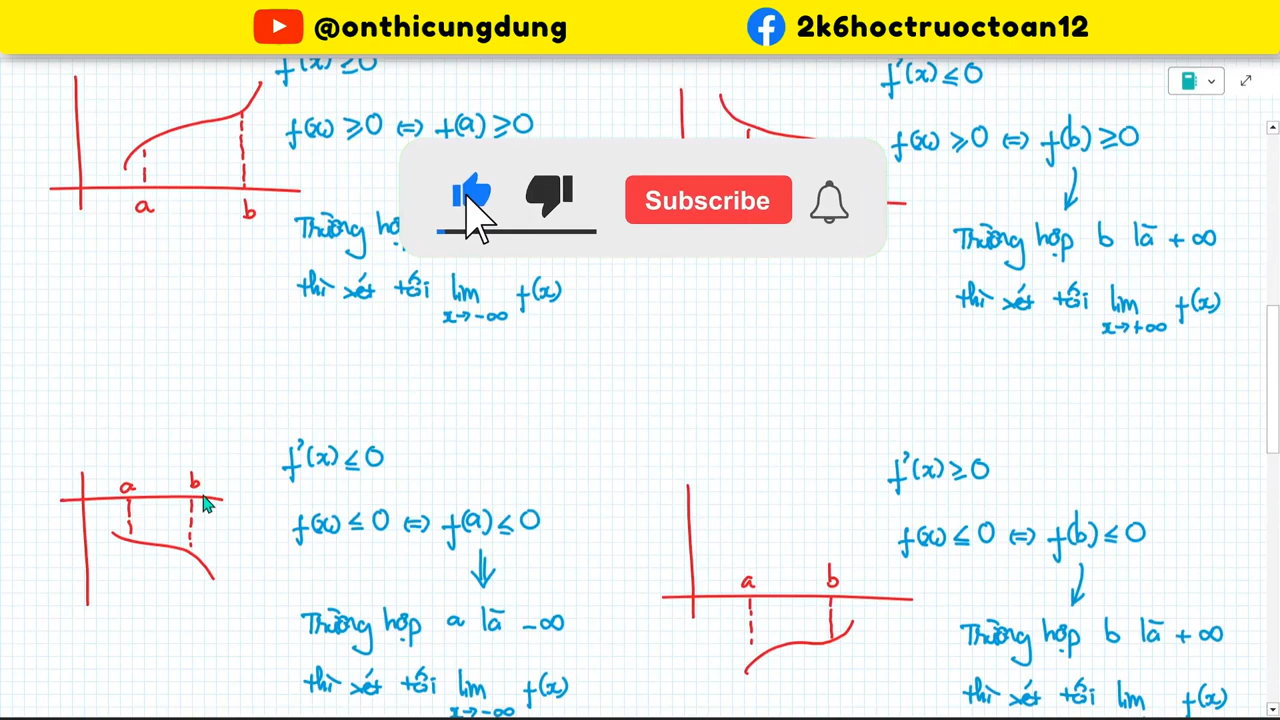 @onthicungdung
2k6hoctruoctoan12
f'(x) ≤ 0
f(x) ≥ 0 ⇔ f(a) ≥ 0
a b
Trường hợp
thì xét tới lim f(x)
x→-∞
f'(x) ≤ 0
f(x) ≥ 0 ⇔ f(b) ≥ 0
Trường hợp b là +∞
thì xét tới lim f(x)
x→+∞
Subscribe
a b
f'(x) ≤ 0
f(x) ≤ 0 ⇔ f(a) ≤ 0
Trường hợp a là -∞
thì xét tới lim f(x)
x→-∞
a b
f'(x) ≥ 0
f(x) ≤ 0 ⇔ f(b) ≤ 0
Trường hợp b là +∞
thì xét tới lim f(x)